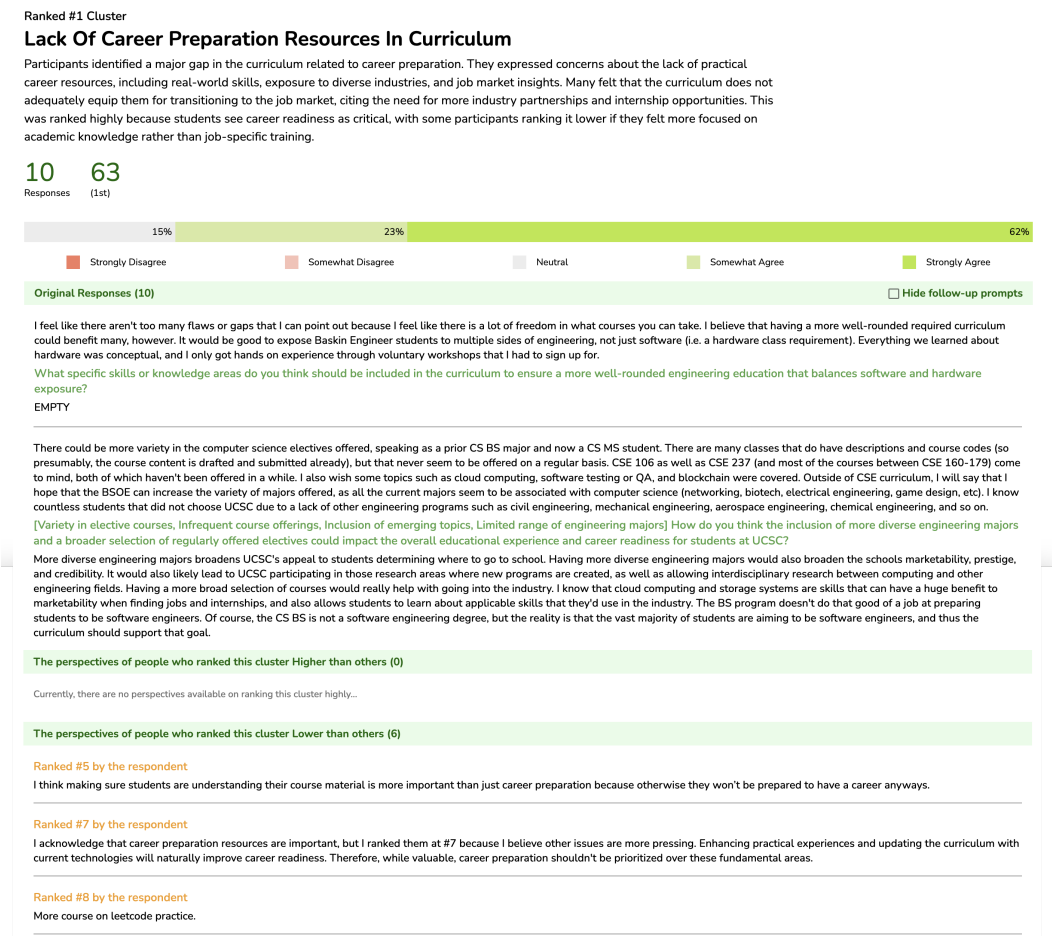 Ranked #1 Cluster
Lack Of Career Preparation Resources In Curriculum
Participants identified a major gap in the curriculum related to career preparation. They expressed concerns about the lack of practical
career resources, including real-world skills, exposure to diverse industries, and job market insights. Many felt that the curriculum does not
adequately equip them for transitioning to the job market, citing the need for more industry partnerships and internship opportunities. This
was ranked highly because students see career readiness as critical, with some participants ranking it lower if they felt more focused on
academic knowledge rather than job-specific training.
10 63
Responses (1st)
15% 23% 62%
Strongly Disagree Somewhat Disagree Neutral Somewhat Agree Strongly Agree
Original Responses (10) Hide follow-up prompts
I feel like there aren't too many flaws or gaps that I can point out because I feel like there is a lot of freedom in what courses you can take. I believe that having a more well-rounded required curriculum
could benefit many, however. It would be good to expose Baskin Engineer students to multiple sides of engineering, not just software (i.e. a hardware class requirement). Everything we learned about
hardware was conceptual, and I only got hands on experience through voluntary workshops that I had to sign up for.
What specific skills or knowledge areas do you think should be included in the curriculum to ensure a more well-rounded engineering education that balances software and hardware
exposure?
EMPTY
There could be more variety in the computer science electives offered, speaking as a prior CS BS major and now a CS MS student. There are many classes that do have descriptions and course codes (so
presumably, the course content is drafted and submitted already), but that never seem to be offered on a regular basis. CSE 106 as well as CSE 237 (and most of the courses between CSE 160-179) come
to mind, both of which haven't been offered in a while. I also wish some topics such as cloud computing, software testing or QA, and blockchain were covered. Outside of CSE curriculum, I will say that I
hope that the BSOE can increase the variety of majors offered, as all the current majors seem to be associated with computer science (networking, biotech, electrical engineering, game design, etc). I know
countless students that did not choose UCSC due to a lack of other engineering programs such as civil engineering, mechanical engineering, aerospace engineering, chemical engineering, and so on.
[Variety in elective courses, Infrequent course offerings, Inclusion of emerging topics, Limited range of engineering majors] How do you think the inclusion of more diverse engineering majors
and a broader selection of regularly offered electives could impact the overall educational experience and career readiness for students at UCSC?
More diverse engineering majors broadens UCSC's appeal to students determining where to go to school. Having more diverse engineering majors would also broaden the schools marketability, prestige,
and credibility. It would also likely lead to UCSC participating in those research areas where new programs are created, as well as allowing interdisciplinary research between computing and other
engineering fields. Having a more broad selection of courses would really help with going into the industry. I know that cloud computing and storage systems are skills that can have a huge benefit to
marketability when finding jobs and internships, and also allows students to learn about applicable skills that they'd use in the industry. The BS program doesn't do that good of a job at preparing
students to be software engineers. Of course, the CS BS is not a software engineering degree, but the reality is that the vast majority of students are aiming to be software engineers, and thus the
curriculum should support that goal.
The perspectives of people who ranked this cluster Higher than others (0)
Currently, there are no perspectives available on ranking this cluster highly...
The perspectives of people who ranked this cluster Lower than others (6)
Ranked #5 by the respondent
I think making sure students are understanding their course material is more important than just career preparation because otherwise they won't be prepared to have a career anyways.
Ranked #7 by the respondent
I acknowledge that career preparation resources are important, but I ranked them at #7 because I believe other issues are more pressing. Enhancing practical experiences and updating the curriculum with
current technologies will naturally improve career readiness. Therefore, while valuable, career preparation shouldn't be prioritized over these fundamental areas.
Ranked #8 by the respondent
More course on leetcode practice.